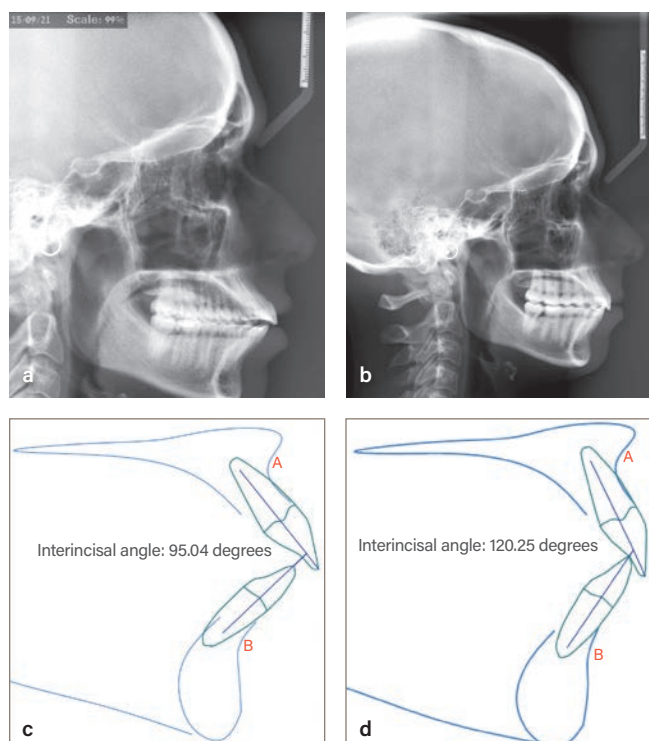 15/09/21 Scale: 99%
a
b
A
Interincisal angle: 95.04 degrees
B
c
A
Interincisal angle: 120.25 degrees
B
d